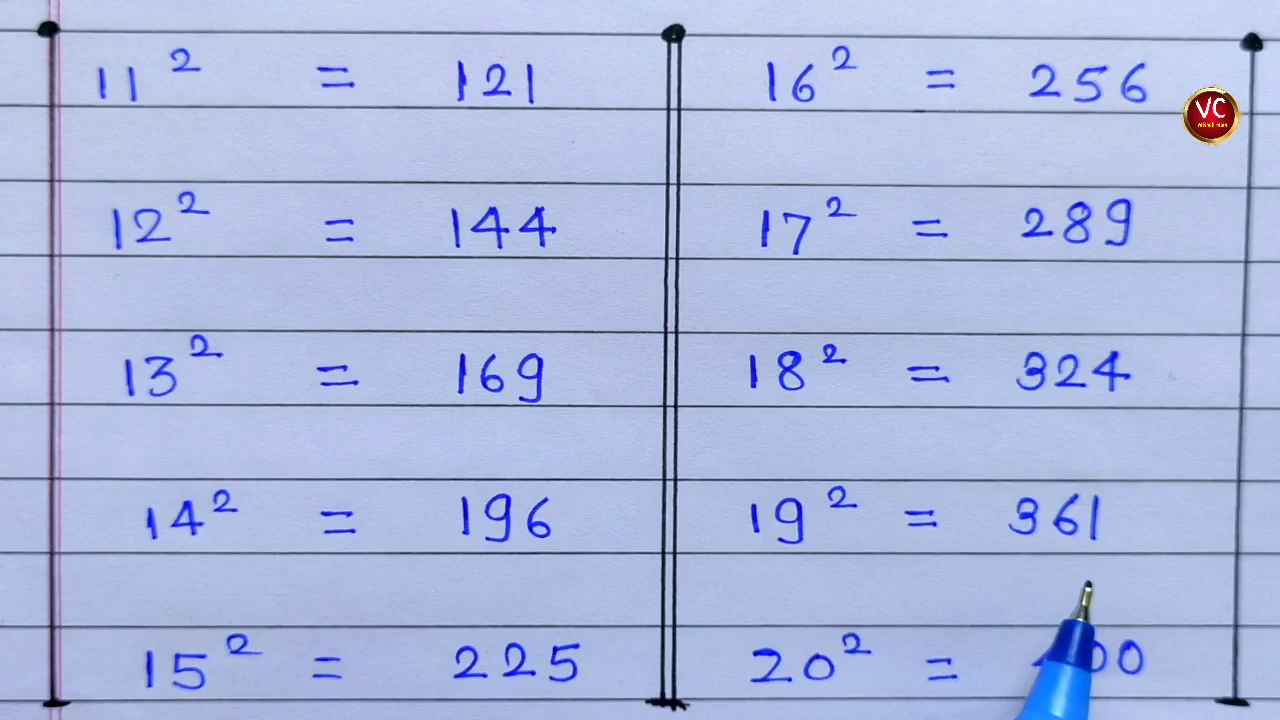 11² = 121
12² = 144
13² = 169
14² = 196
15² = 225
16² = 256
17² = 289
18² = 324
19² = 361
20² = 00
VC